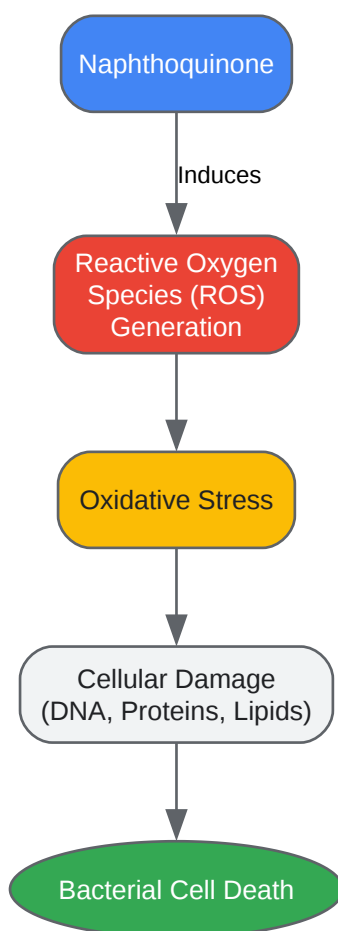 Naphthoquinone
Induces
Reactive Oxygen
Species (ROS)
Generation
Oxidative Stress
Cellular Damage
(DNA, Proteins, Lipids)
Bacterial Cell Death